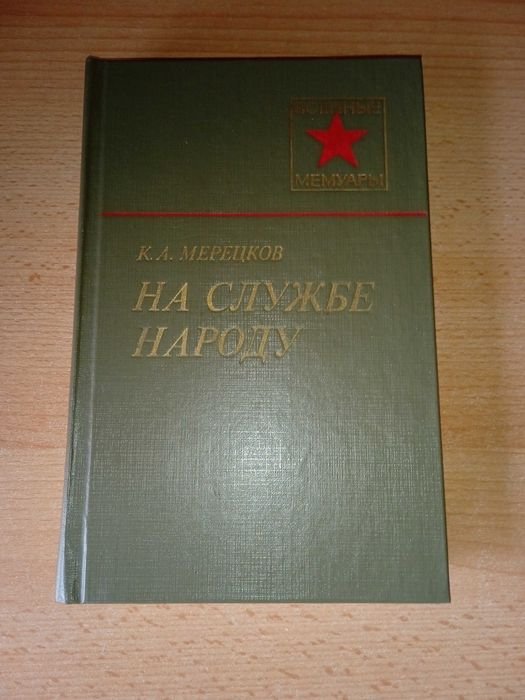 ВОЕННЫЕ
МЕМУАРЫ
К. А. МЕРЕЦКОВ
НА СЛУЖБЕ
НАРОДУ